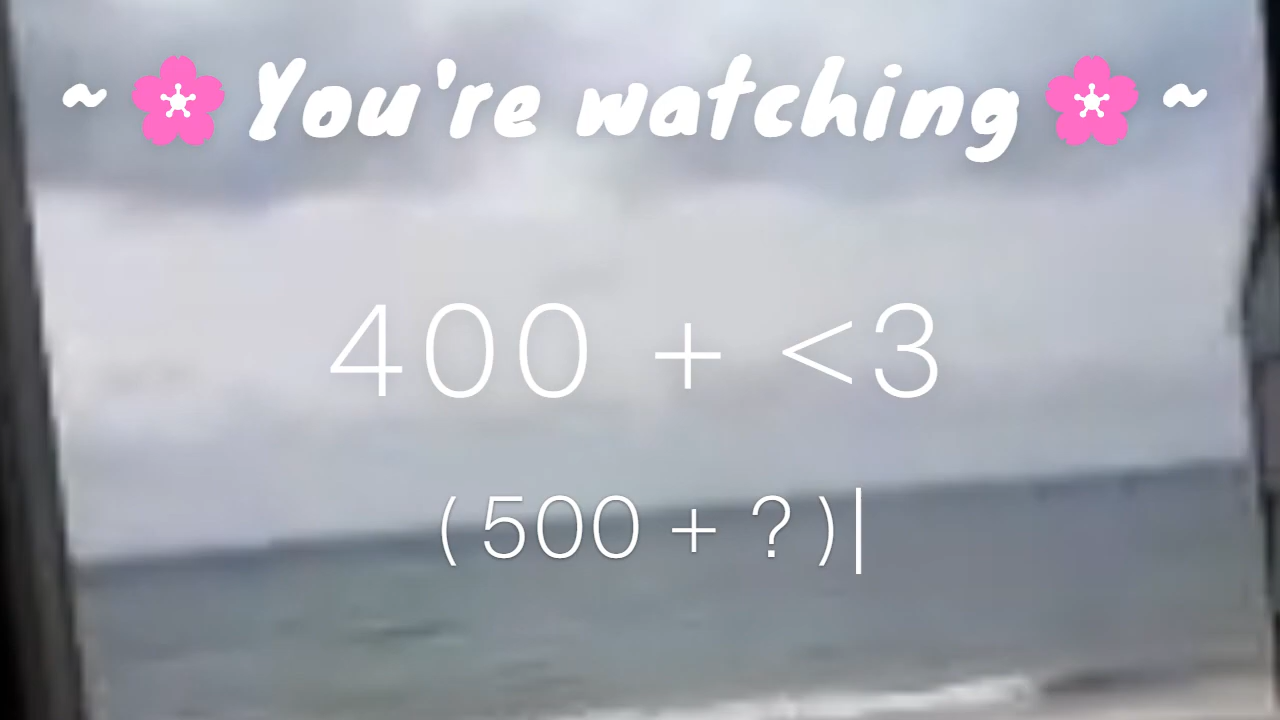 ~🌸 You're watching 🌸~
400 + <3
(500 + ?)|